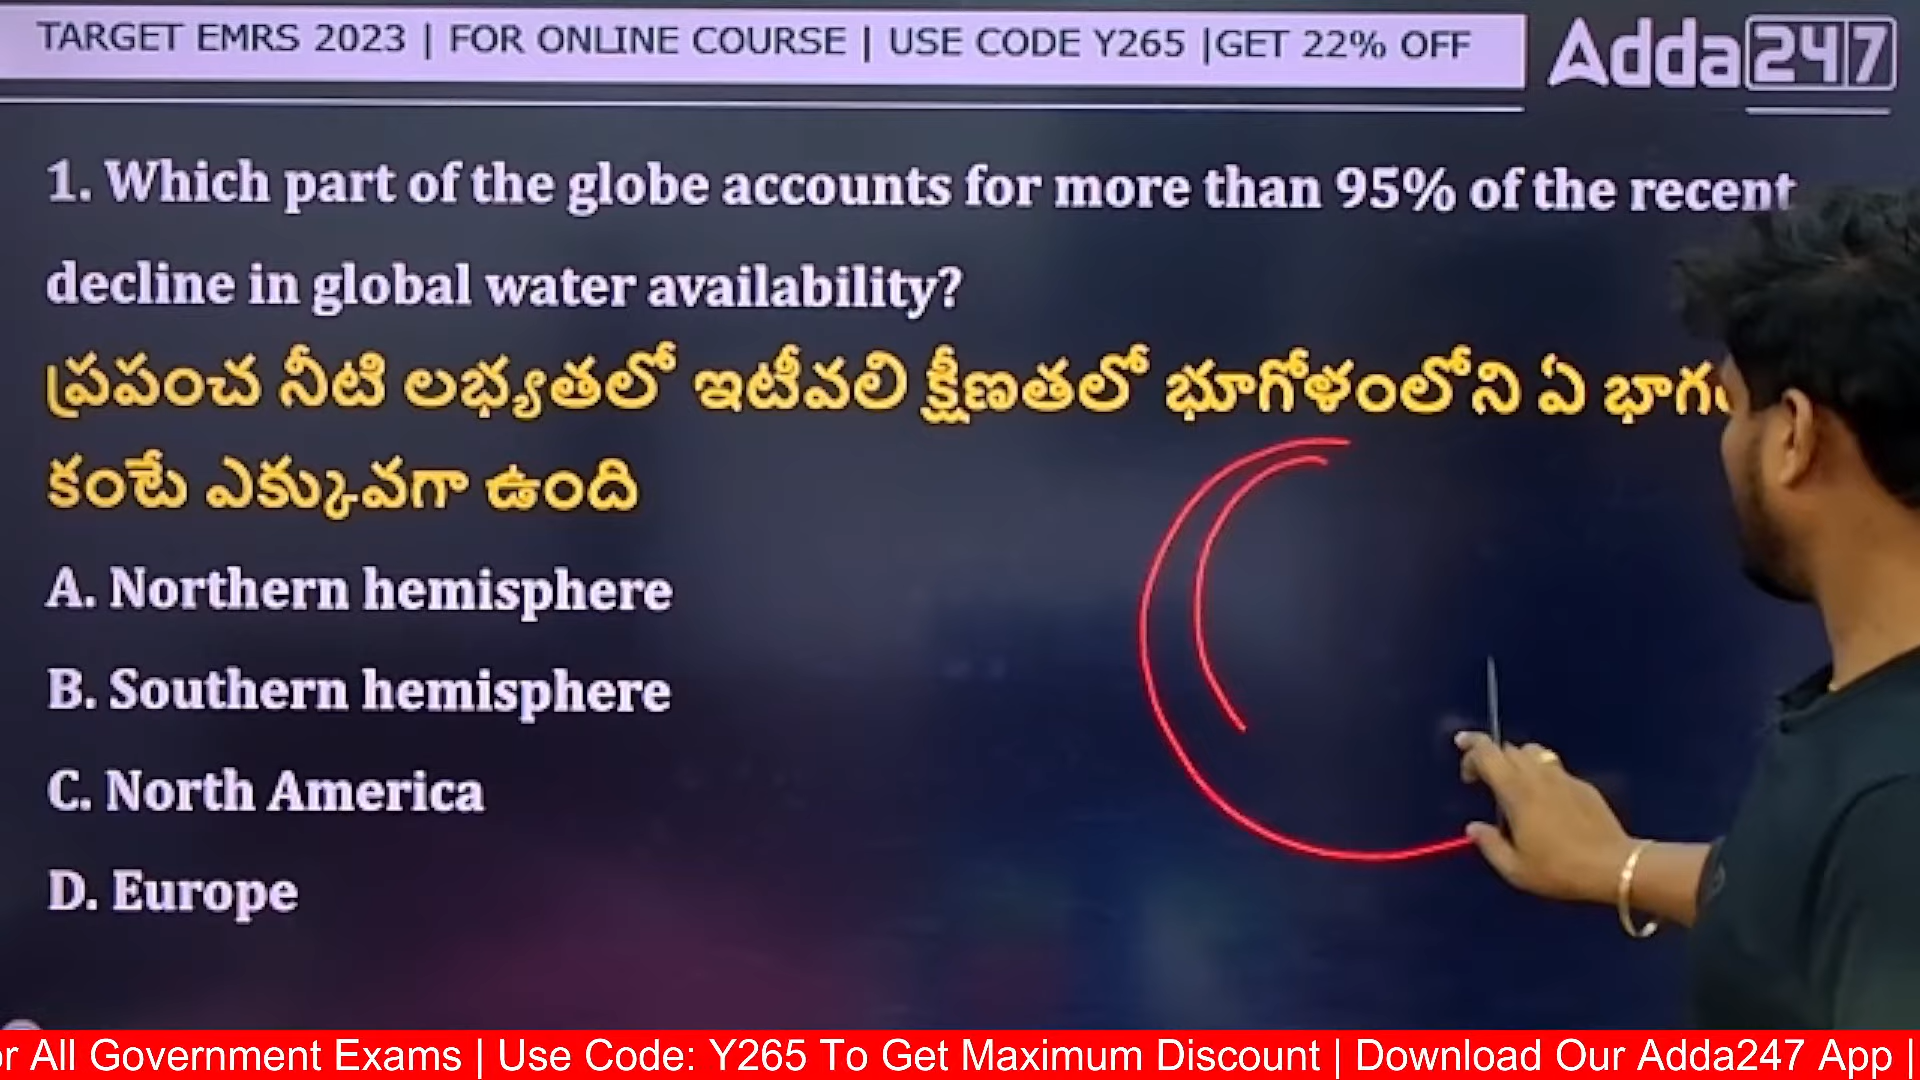 TARGET EMRS 2023 | FOR ONLINE COURSE | USE CODE Y265 |GET 22% OFF
Adda247
1. Which part of the globe accounts for more than 95% of the recent
decline in global water availability?
ప్రపంచ నీటి లభ్యతలో ఇటీవలి క్షీణతలో భూగోళంలోని ఏ
కంటే ఎక్కువగా ఉంది
A. Northern hemisphere
B. Southern hemisphere
C. North America
D. Europe
All Government Exams | Use Code: Y265 To Get Maximum Discount | Download Our Adda247 App |